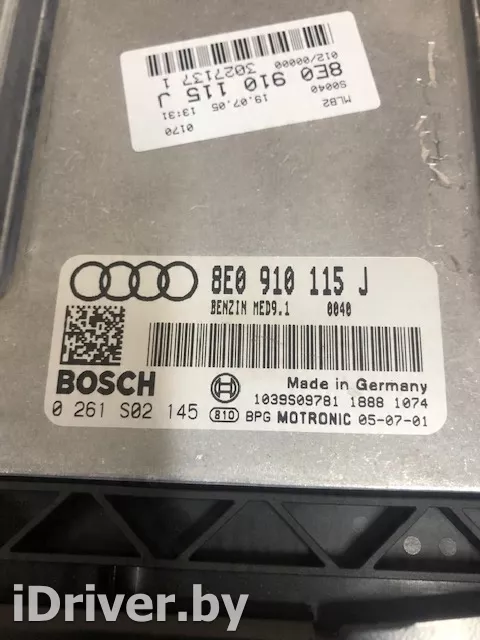 MLB2
S0040
8E0 910 115 J
012/00000
0170
19.07.05 13:31
3027137 1
8E0 910 115 J
BENZIN MED9.1 0040
BOSCH
Made in Germany
1039S09781 1888 1074
0 261 S02 145 810 BPG MOTRONIC 05-07-01
iDriver.by